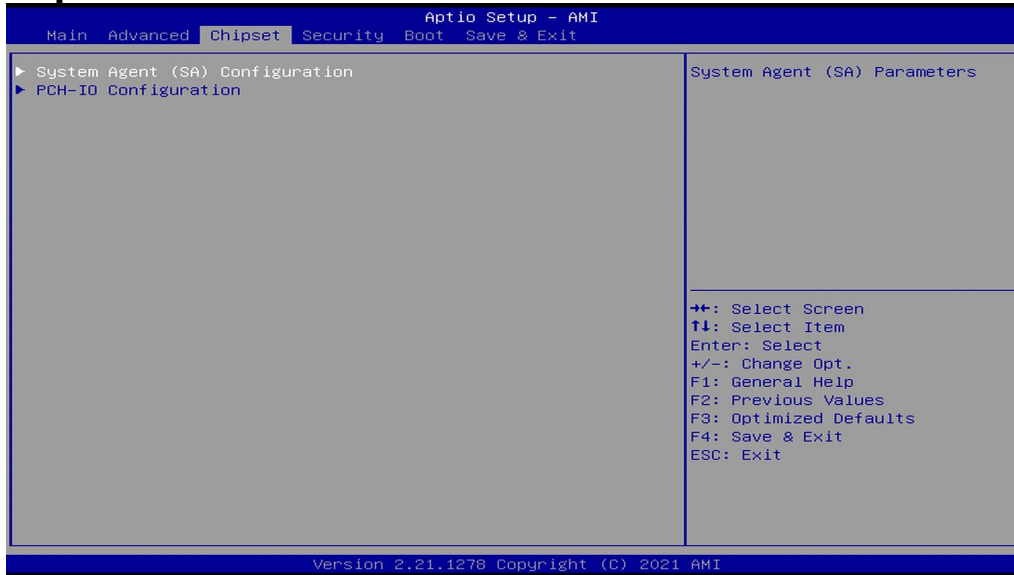 Aptio Setup – AMI
Main Advanced Chipset Security Boot Save & Exit
► System Agent (SA) Configuration
► PCH-IO Configuration
System Agent (SA) Parameters
→←: Select Screen
↑↓: Select Item
Enter: Select
+/-: Change Opt.
F1: General Help
F2: Previous Values
F3: Optimized Defaults
F4: Save & Exit
ESC: Exit
Version 2.21.1278 Copyright (C) 2021 AMI